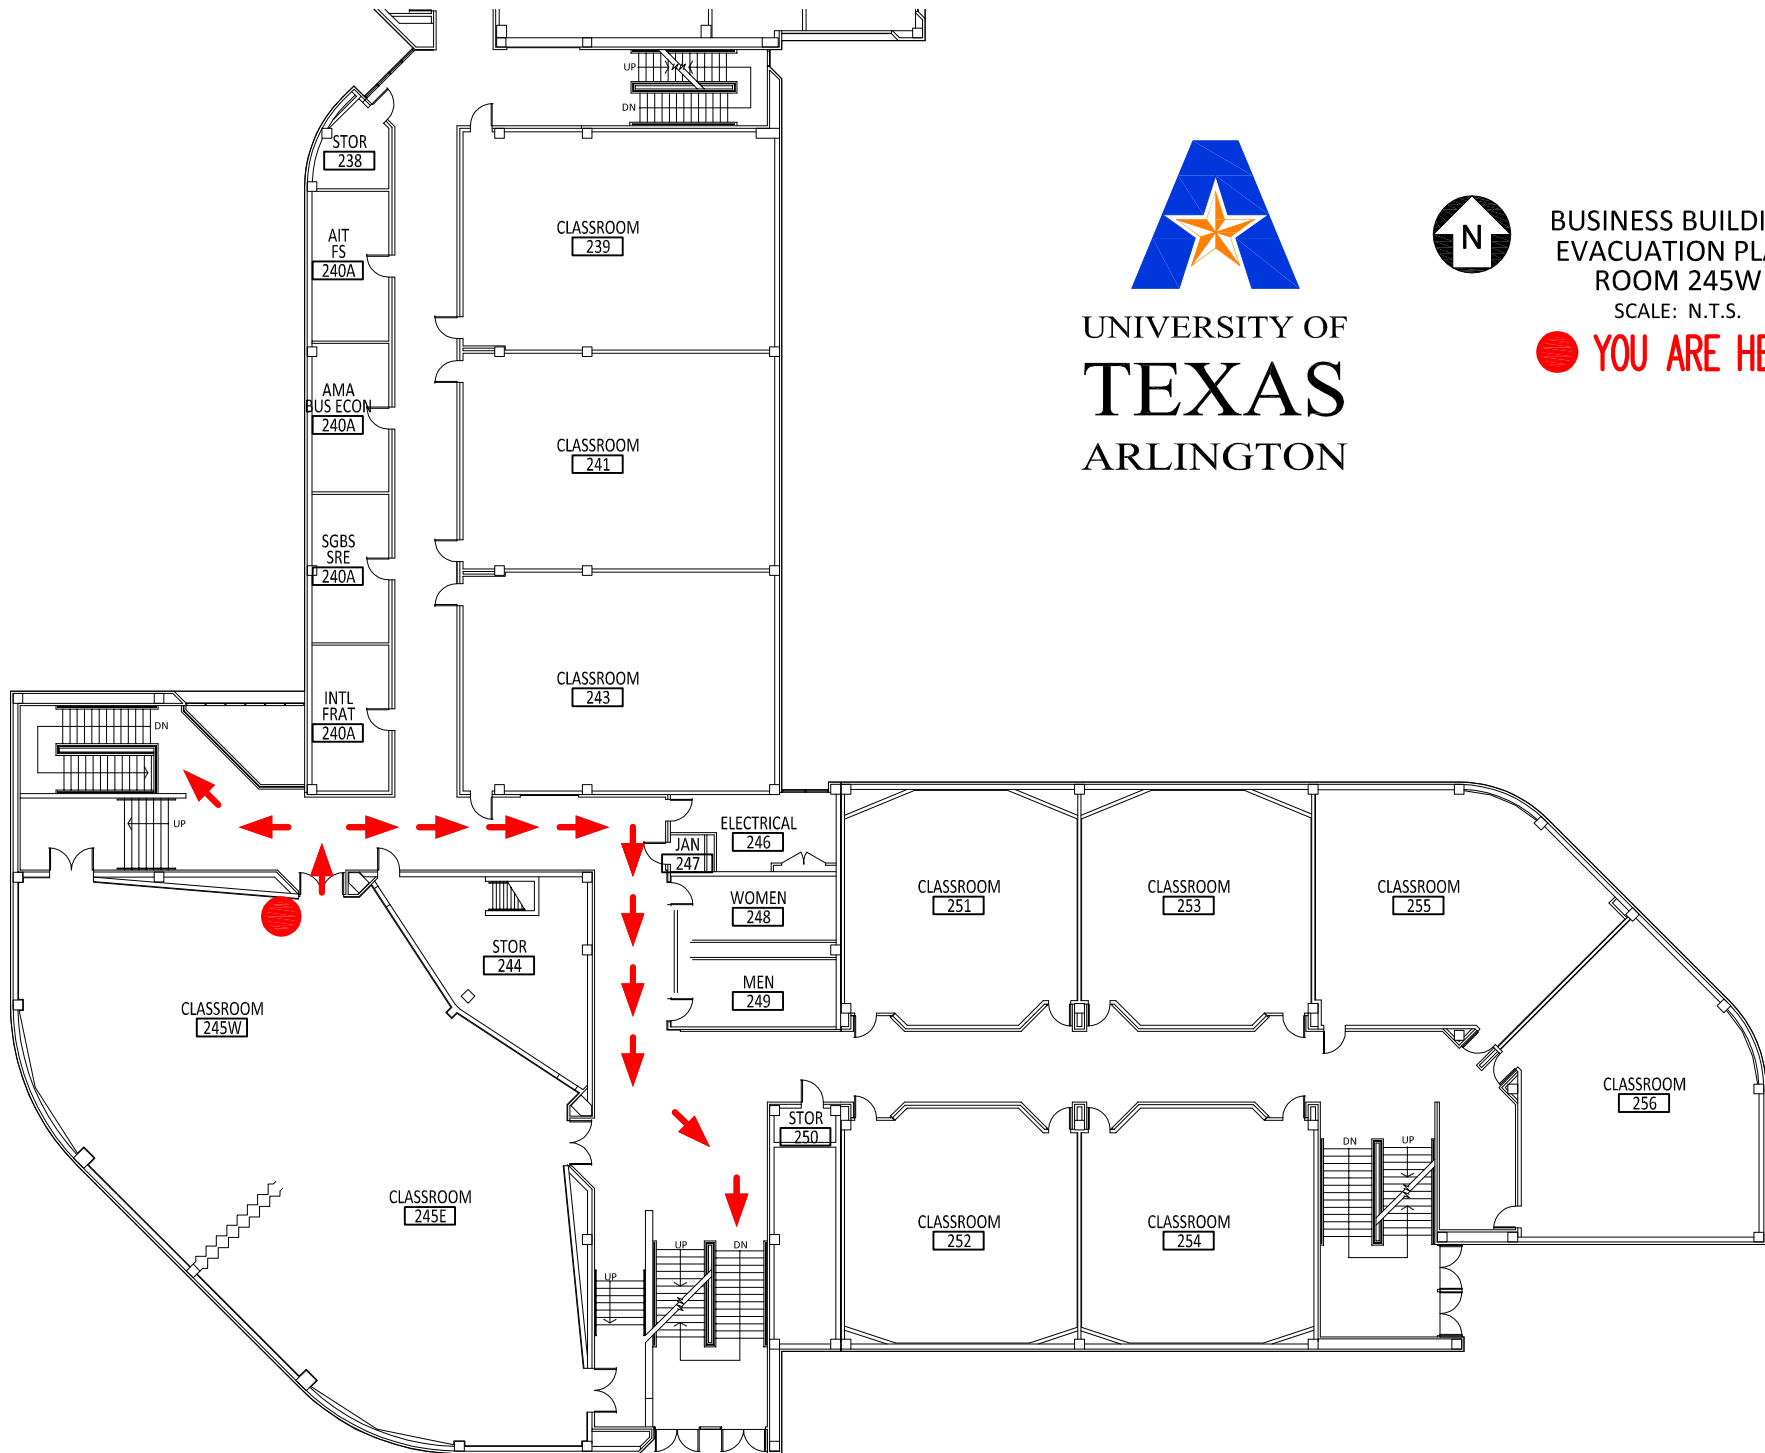 UP
DN
STOR
238
CLASSROOM
239
AIT
FS
240A
N
BUSINESS BUILDI
EVACUATION PLA
ROOM 245W
SCALE: N.T.S.
YOU ARE HE
UNIVERSITY OF
TEXAS
ARLINGTON
AMA
BUS ECON
240A
CLASSROOM
241
SGBS
SRE
240A
INTL
FRAT
240A
CLASSROOM
243
DN
UP
ELECTRICAL
246
JAN
247
WOMEN
248
MEN
249
STOR
244
CLASSROOM
251
CLASSROOM
253
CLASSROOM
255
CLASSROOM
245W
CLASSROOM
256
STOR
250
CLASSROOM
245E
CLASSROOM
252
CLASSROOM
254
DN
UP
UP
UP
DN